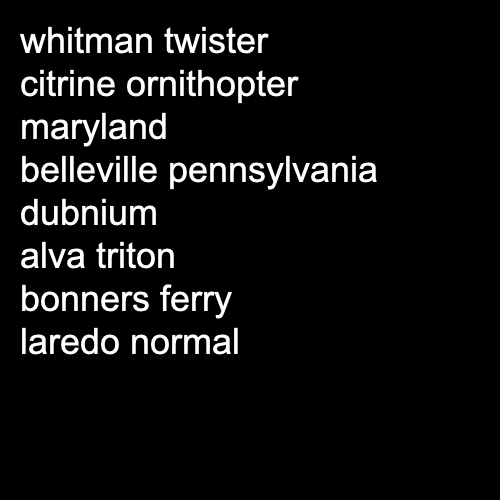 whitman twister
citrine ornithopter
maryland
belleville pennsylvania
dubnium
alva triton
bonners ferry
laredo normal